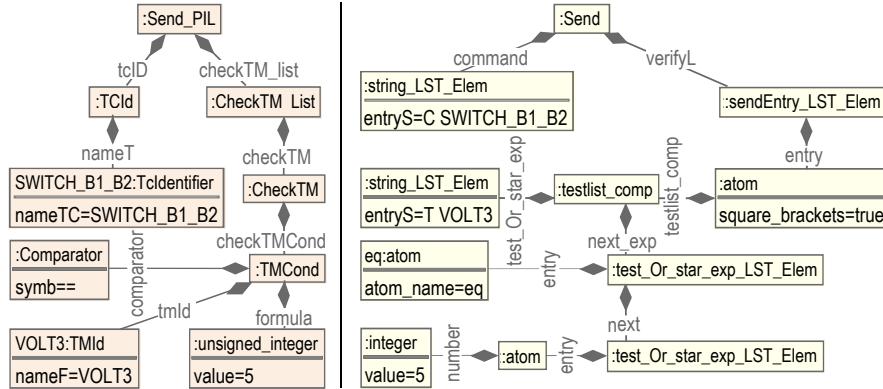 :Send_PIL
tcID
checkTM_list
:TCId
:CheckTM List
nameT
checkTM
SWITCH_B1_B2:TcIdentifier
nameTC=SWITCH_B1_B2
:CheckTM
checkTMCond
:Comparator
symb==
comparator
:TMCond
tmId
formula
VOLT3:TMId
nameF=VOLT3
:unsigned_integer
value=5
:Send
command
verifyL
:string_LST_Elem
entryS=C SWITCH_B1_B2
:sendEntry_LST_Elem
entry
:string_LST_Elem
entryS=T VOLT3
test_Or_star_exp
:testlist_comp
testlist_comp
:atom
square_brackets=true
next_exp
eq:atom
atom_name=eq
entry
:test_Or_star_exp_LST_Elem
next
:integer
value=5
number
:atom
entry
:test_Or_star_exp_LST_Elem